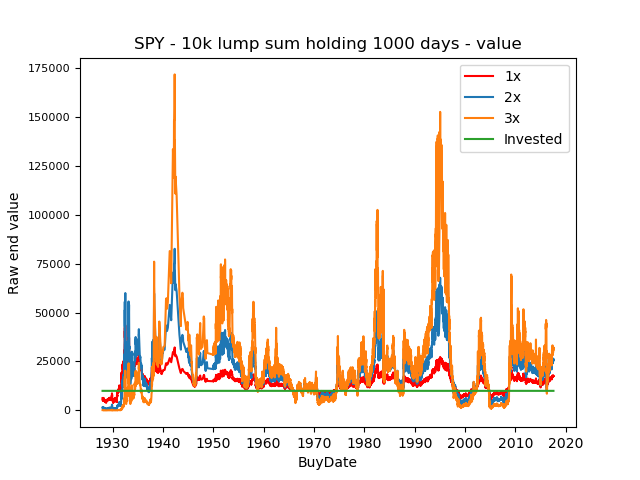 SPY - 10k lump sum holding 1000 days - value
175000
150000
125000
100000
75000
50000
25000
0
Raw end value
1x
2x
3x
Invested
1930
1940
1950
1960
1970
1980
1990
2000
2010
2020
BuyDate